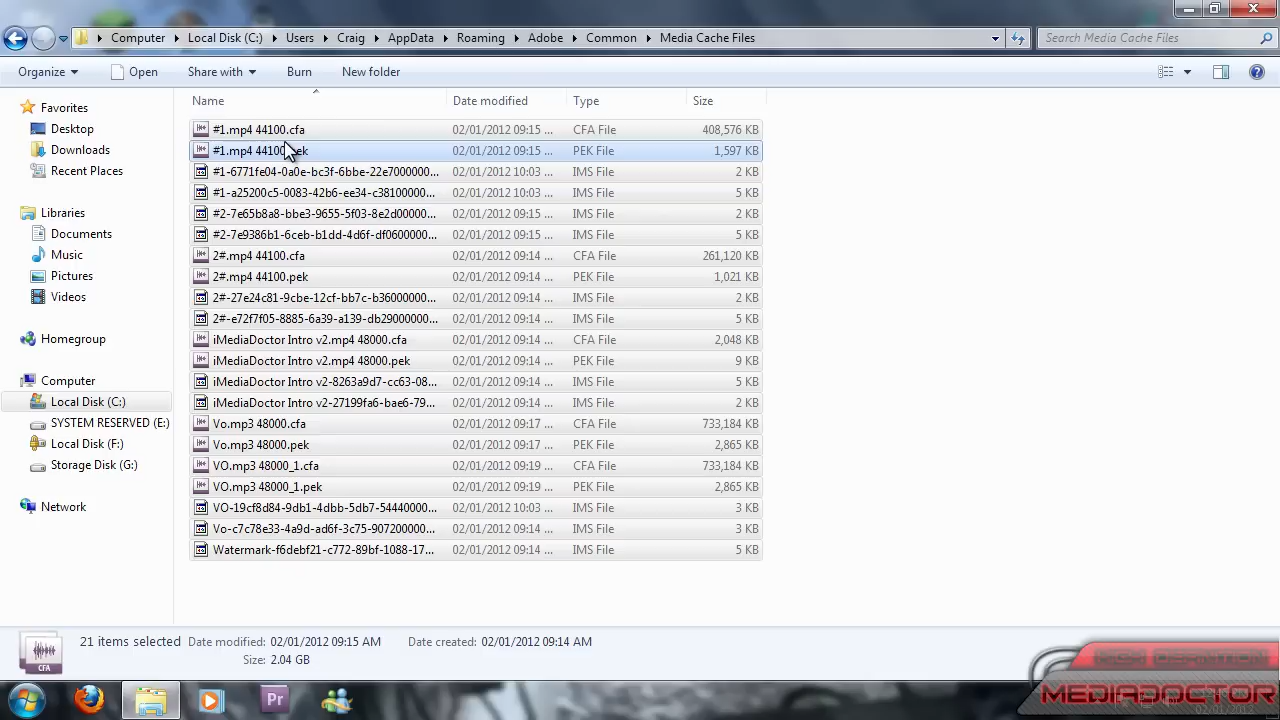 Computer Local Disk (C:) Users Craig AppData Roaming Adobe Common Media Cache Files Search Media Cache Files
Organize Open Share with Burn New folder
Name Date modified Type Size
Favorites
Desktop
Downloads
Recent Places
Libraries
Documents
Music
Pictures
Videos
Homegroup
Computer
Local Disk (C:)
SYSTEM RESERVED (E:)
Local Disk (F:)
Storage Disk (G:)
Network
#1.mp4 44100.cfa 02/01/2012 09:15 ... CFA File 408,576 KB
#1.mp4 44100.pek 02/01/2012 09:15 ... PEK File 1,597 KB
#1-6771fe04-0a0e-bc3f-6bbe-22e7000000... 02/01/2012 10:03 ... IMS File 2 KB
#1-a25200c5-0083-42b6-ee34-c38100000... 02/01/2012 10:03 ... IMS File 5 KB
#2-7e65b8a8-bbe3-9655-5f03-8e2d00000... 02/01/2012 09:15 ... IMS File 2 KB
#2-7e9386b1-6ceb-b1dd-4d6f-df0600000... 02/01/2012 09:15 ... IMS File 5 KB
2#.mp4 44100.cfa 02/01/2012 09:14 ... CFA File 261,120 KB
2#.mp4 44100.pek 02/01/2012 09:14 ... PEK File 1,021 KB
2#-27e24c81-9cbe-12cf-bb7c-b36000000... 02/01/2012 09:14 ... IMS File 2 KB
2#-e72f7f05-8885-6a39-a139-db29000000... 02/01/2012 09:14 ... IMS File 5 KB
iMediaDoctor Intro v2.mp4 48000.cfa 02/01/2012 09:14 ... CFA File 2,048 KB
iMediaDoctor Intro v2.mp4 48000.pek 02/01/2012 09:14 ... PEK File 9 KB
iMediaDoctor Intro v2-8263a9d7-cc63-08... 02/01/2012 09:14 ... IMS File 5 KB
iMediaDoctor Intro v2-27199fa6-bae6-79... 02/01/2012 09:14 ... IMS File 2 KB
Vo.mp3 48000.cfa 02/01/2012 09:17 ... CFA File 733,184 KB
Vo.mp3 48000.pek 02/01/2012 09:17 ... PEK File 2,865 KB
VO.mp3 48000_1.cfa 02/01/2012 09:19 ... CFA File 733,184 KB
VO.mp3 48000_1.pek 02/01/2012 09:19 ... PEK File 2,865 KB
VO-19cf8d84-9db1-4dbb-5db7-54440000... 02/01/2012 10:03 ... IMS File 3 KB
Vo-c7c78e33-4a9d-ad6f-3c75-907200000... 02/01/2012 09:14 ... IMS File 3 KB
Watermark-f6debf21-c772-89bf-1088-17... 02/01/2012 09:14 ... IMS File 5 KB
21 items selected Date modified: 02/01/2012 09:15 AM Date created: 02/01/2012 09:14 AM
Size: 2.04 GB
CFA
Pr
HIGH DEFINITION
MEDIADOCTOR
02/01/2012